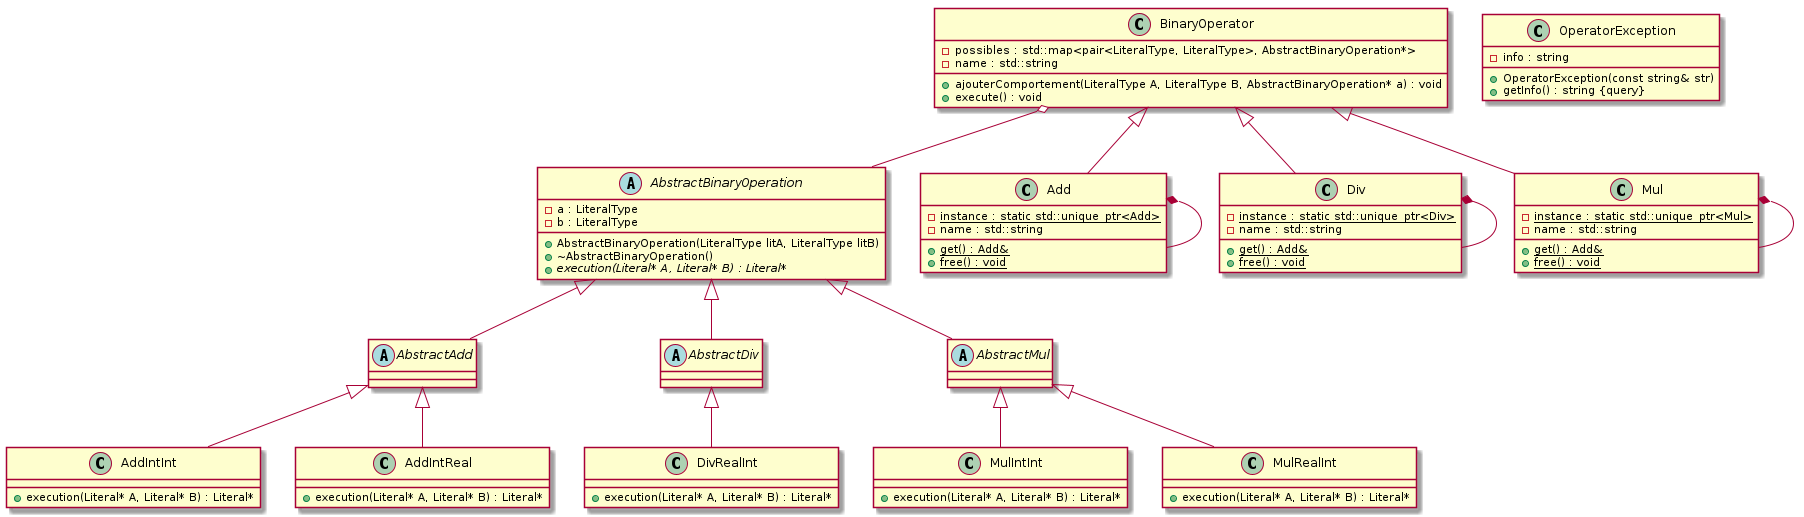 C BinaryOperator
possibles : std::map<pair<LiteralType, LiteralType>, AbstractBinaryOperation*>
name : std::string
ajouterComportement(LiteralType A, LiteralType B, AbstractBinaryOperation* a) : void
execute() : void
C OperatorException
info : string
OperatorException(const string& str)
getInfo() : string {query}
A AbstractBinaryOperation
a : LiteralType
b : LiteralType
AbstractBinaryOperation(LiteralType litA, LiteralType litB)
~AbstractBinaryOperation()
execution(Literal* A, Literal* B) : Literal*
C Add
instance : static std::unique_ptr<Add>
name : std::string
get() : Add&
free() : void
C Div
instance : static std::unique_ptr<Div>
name : std::string
get() : Add&
free() : void
C Mul
instance : static std::unique_ptr<Mul>
name : std::string
get() : Add&
free() : void
A AbstractAdd
A AbstractDiv
A AbstractMul
C AddIntInt
execution(Literal* A, Literal* B) : Literal*
C AddIntReal
execution(Literal* A, Literal* B) : Literal*
C DivRealInt
execution(Literal* A, Literal* B) : Literal*
C MulIntInt
execution(Literal* A, Literal* B) : Literal*
C MulRealInt
execution(Literal* A, Literal* B) : Literal*